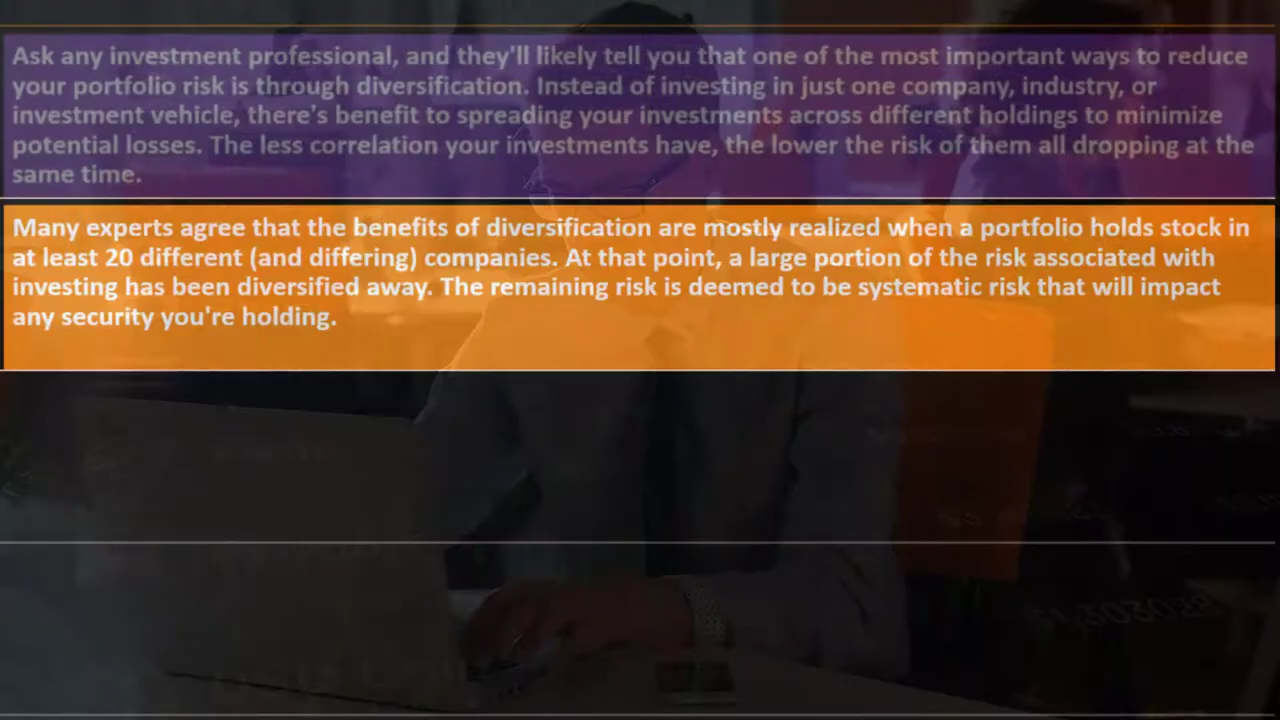 Ask any investment professional, and they'll likely tell you that one of the most important ways to reduce
your portfolio risk is through diversification. Instead of investing in just one company, industry, or
investment vehicle, there's benefit to spreading your investments across different holdings to minimize
potential losses. The less correlation your investments have, the lower the risk of them all dropping at the
same time.
Many experts agree that the benefits of diversification are mostly realized when a portfolio holds stock in
at least 20 different (and differing) companies. At that point, a large portion of the risk associated with
investing has been diversified away. The remaining risk is deemed to be systematic risk that will impact
any security you're holding.